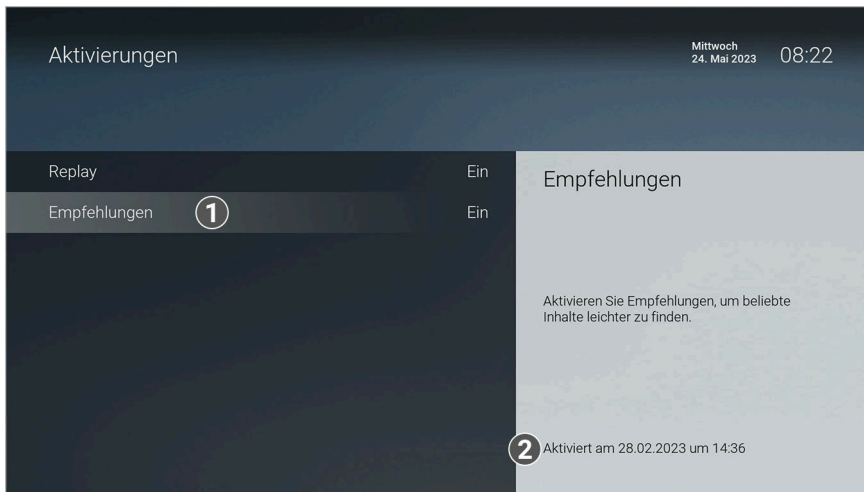 Aktivierungen
Mittwoch
24. Mai 2023
08:22
Replay Ein
Empfehlungen 1 Ein
Empfehlungen
Aktivieren Sie Empfehlungen, um beliebte
Inhalte leichter zu finden.
2 Aktiviert am 28.02.2023 um 14:36